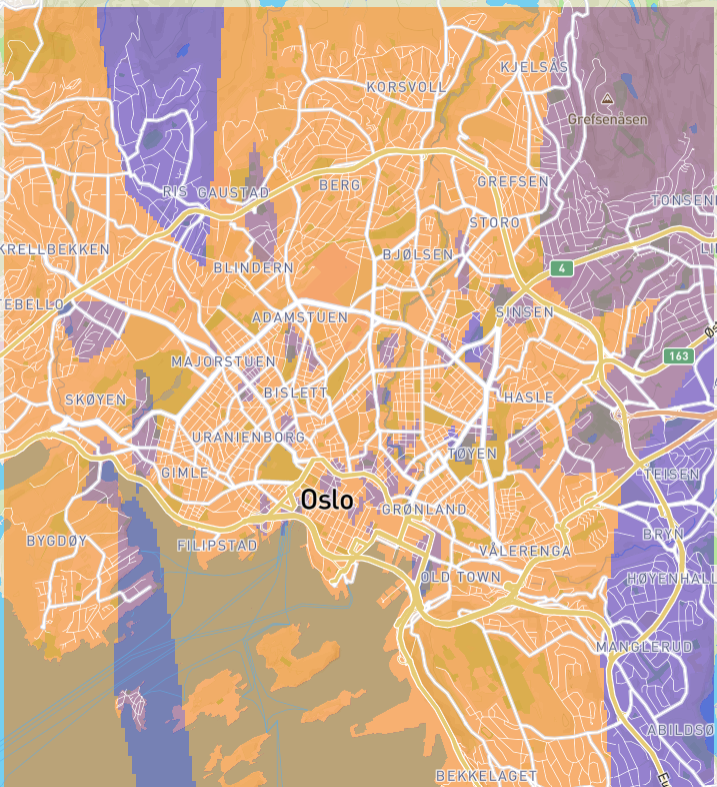 KJELSÅS
KORSVOLL
Grefsenåsen
RIS
GAUSTAD
BERG
GREFSEN
STORO
KRELLBEKKEN
BJØLSEN
BLINDERN
4
TEBELLO
ADAMSTUEN
SINSEN
MAJORSTUEN
163
BISLETT
SKØYEN
HASLE
URANIENBORG
TØYEN
GIMLE
TEISEN
Oslo
GRØNLAND
BYGDØY
FILIPSTAD
BRYN
VÅLERENGA
OLD TOWN
HØYENHALL
MANGLERUD
ABILDSØ
BEKKELAGET